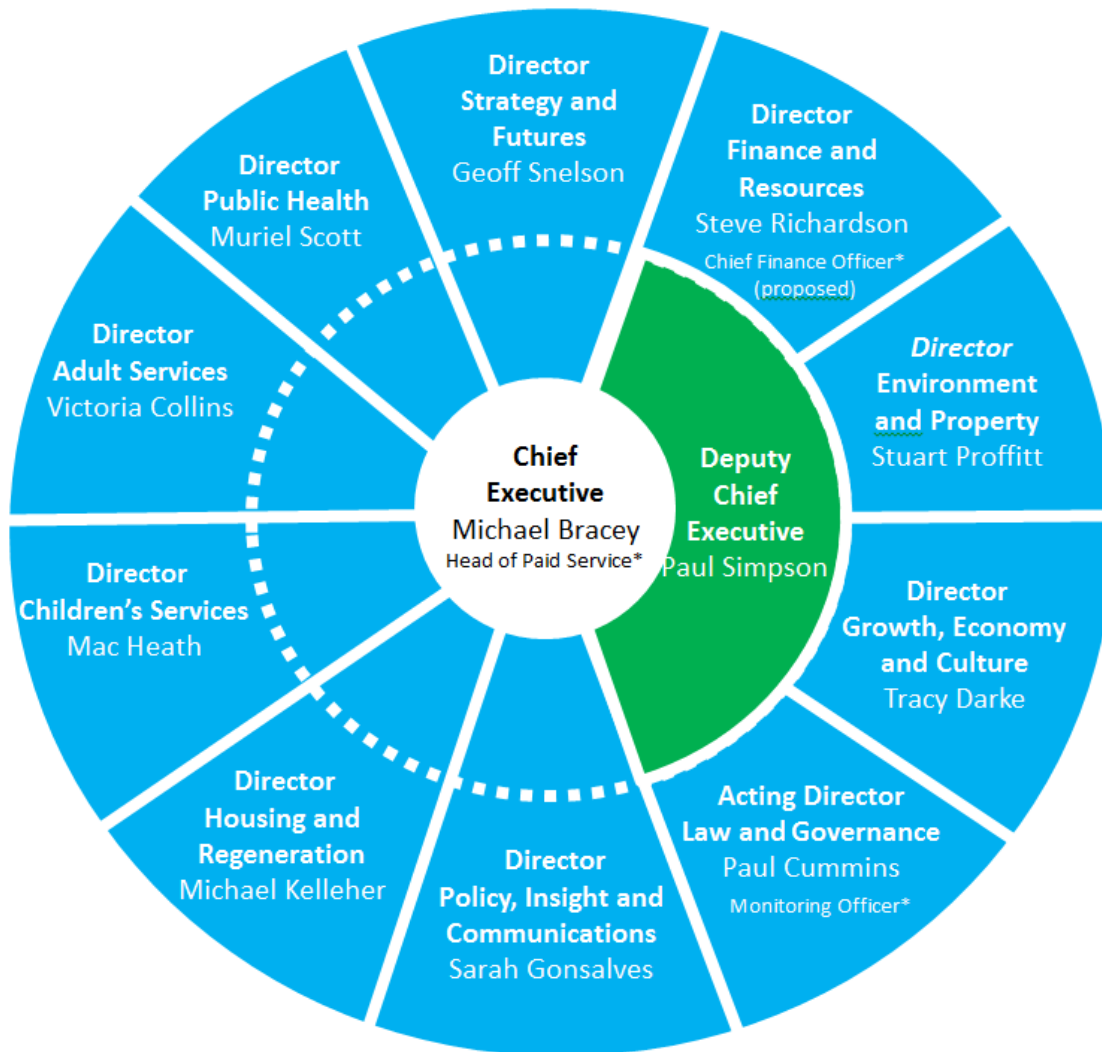 Director
Strategy and
Futures
Geoff Snelson
Director
Finance and
Resources
Steve Richardson
Chief Finance Officer*
(proposed)
Director
Environment
and Property
Stuart Proffitt
Director
Growth, Economy
and Culture
Tracy Darke
Acting Director
Law and Governance
Paul Cummins
Monitoring Officer*
Director
Policy, Insight and
Communications
Sarah Gonsalves
Director
Housing and
Regeneration
Michael Kelleher
Director
Children’s Services
Mac Heath
Director
Adult Services
Victoria Collins
Director
Public Health
Muriel Scott
Chief
Executive
Michael Bracey
Head of Paid Service*
Deputy
Chief
Executive
Paul Simpson